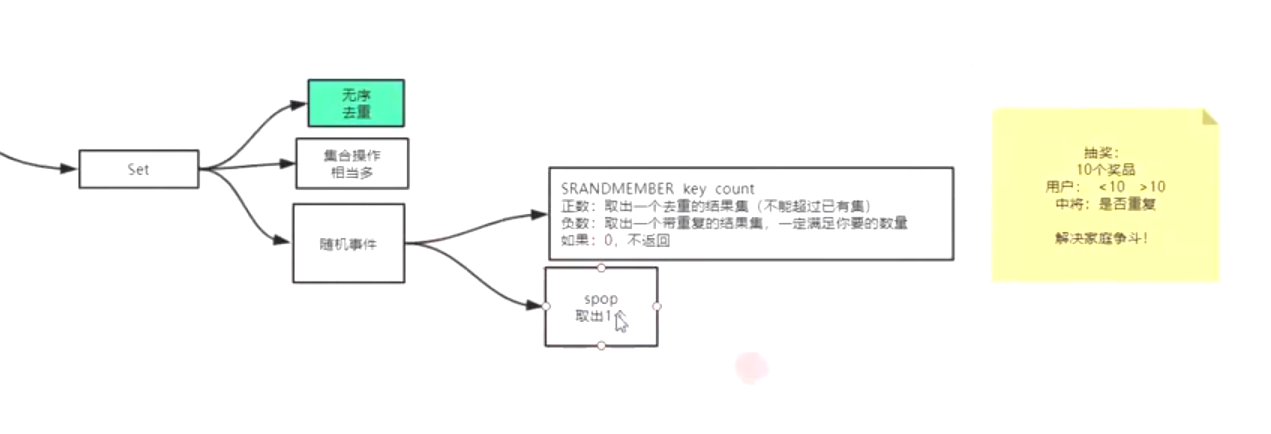 Set
无序
去重
集合操作
相当多
随机事件
SRANDMEMBER key count
正数：取出一个去重的结果集（不能超过已有集）
负数：取出一个带重复的结果集，一定满足你要的数量
如果：0，不返回
spop
取出1个
抽奖：
10个奖品
用户： <10 >10
中将：是否重复
解决家庭争斗！